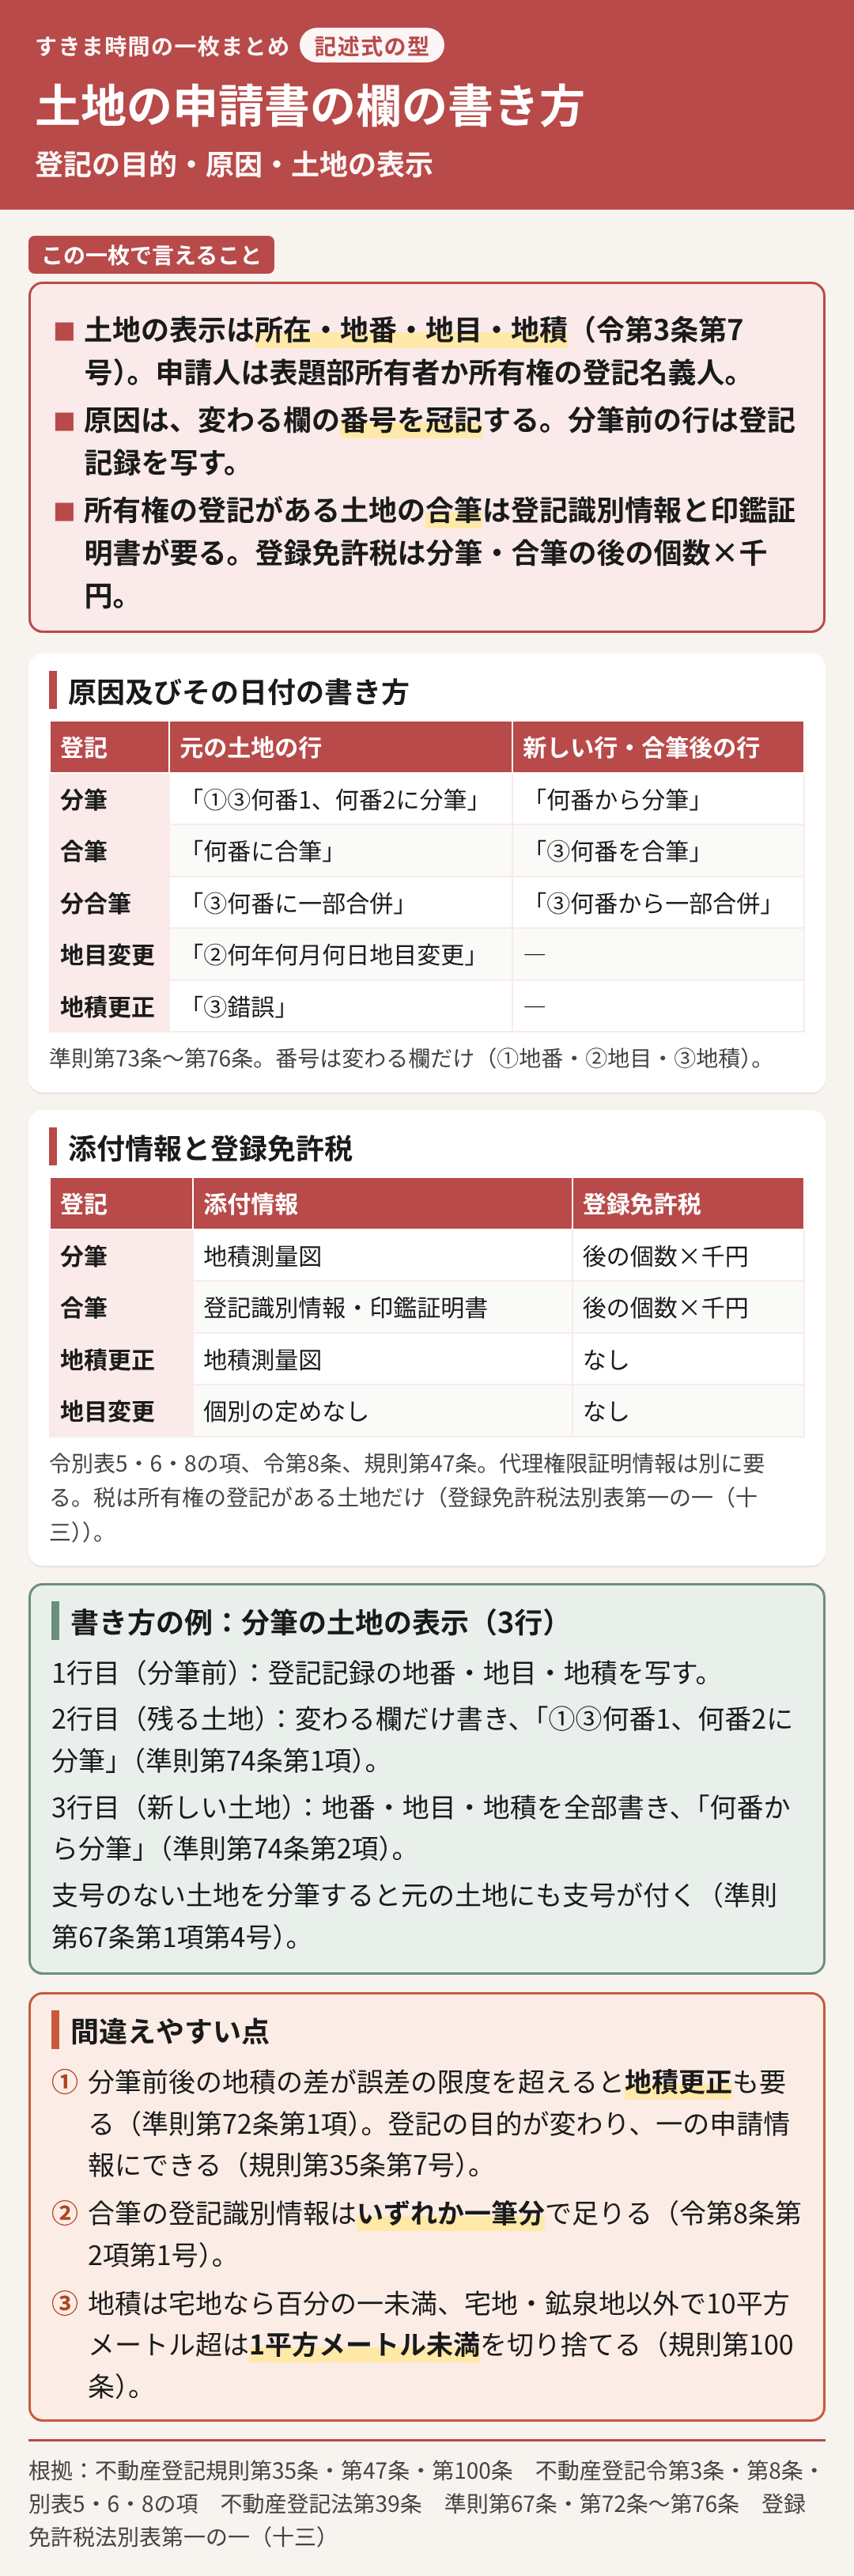 すきま時間の一枚まとめ 記述式の型
土地の申請書の欄の書き方
登記の目的・原因・土地の表示
この一枚で言えること
■ 土地の表示は所在・地番・地目・地積（令第3条第7
号）。申請人は表題部所有者か所有権の登記名義人。
■ 原因は、変わる欄の番号を冠記する。分筆前の行は登記
記録を写す。
■ 所有権の登記がある土地の合筆は登記識別情報と印鑑証
明書が要る。登録免許税は分筆・合筆の後の個数×千
円。
原因及びその日付の書き方
登記 元の土地の行 新しい行・合筆後の行
分筆 「①③何番1、何番2に分筆」 「何番から分筆」
合筆 「何番に合筆」 「③何番を合筆」
分合筆 「③何番に一部合併」 「③何番から一部合併」
地目変更 「②何年何月何日地目変更」 —
地積更正 「③錯誤」 —
準則第73条〜第76条。番号は変わる欄だけ（①地番・②地目・③地積）。
添付情報と登録免許税
登記 添付情報 登録免許税
分筆 地積測量図 後の個数×千円
合筆 登記識別情報・印鑑証明書 後の個数×千円
地積更正 地積測量図 なし
地目変更 個別の定めなし なし
令別表5・6・8の項、令第8条、規則第47条。代理権限証明情報は別に要
る。税は所有権の登記がある土地だけ（登録免許税法別表第一の一（十
三））。
書き方の例：分筆の土地の表示（3行）
1行目（分筆前）：登記記録の地番・地目・地積を写す。
2行目（残る土地）：変わる欄だけ書き、「①③何番1、何番2に
分筆」（準則第74条第1項）。
3行目（新しい土地）：地番・地目・地積を全部書き、「何番か
ら分筆」（準則第74条第2項）。
支号のない土地を分筆すると元の土地にも支号が付く（準則
第67条第1項第4号）。
間違えやすい点
① 分筆前後の地積の差が誤差の限度を超えると地積更正も要
る（準則第72条第1項）。登記の目的が変わり、一の申請情
報にできる（規則第35条第7号）。
② 合筆の登記識別情報はいずれか一筆分で足りる（令第8条第
2項第1号）。
③ 地積は宅地なら百分の一未満、宅地・鉱泉地以外で10平方
メートル超は1平方メートル未満を切り捨てる（規則第100
条）。
根拠：不動産登記規則第35条・第47条・第100条　不動産登記令第3条・第8条・
別表5・6・8の項　不動産登記法第39条　準則第67条・第72条〜第76条　登録
免許税法別表第一の一（十三）